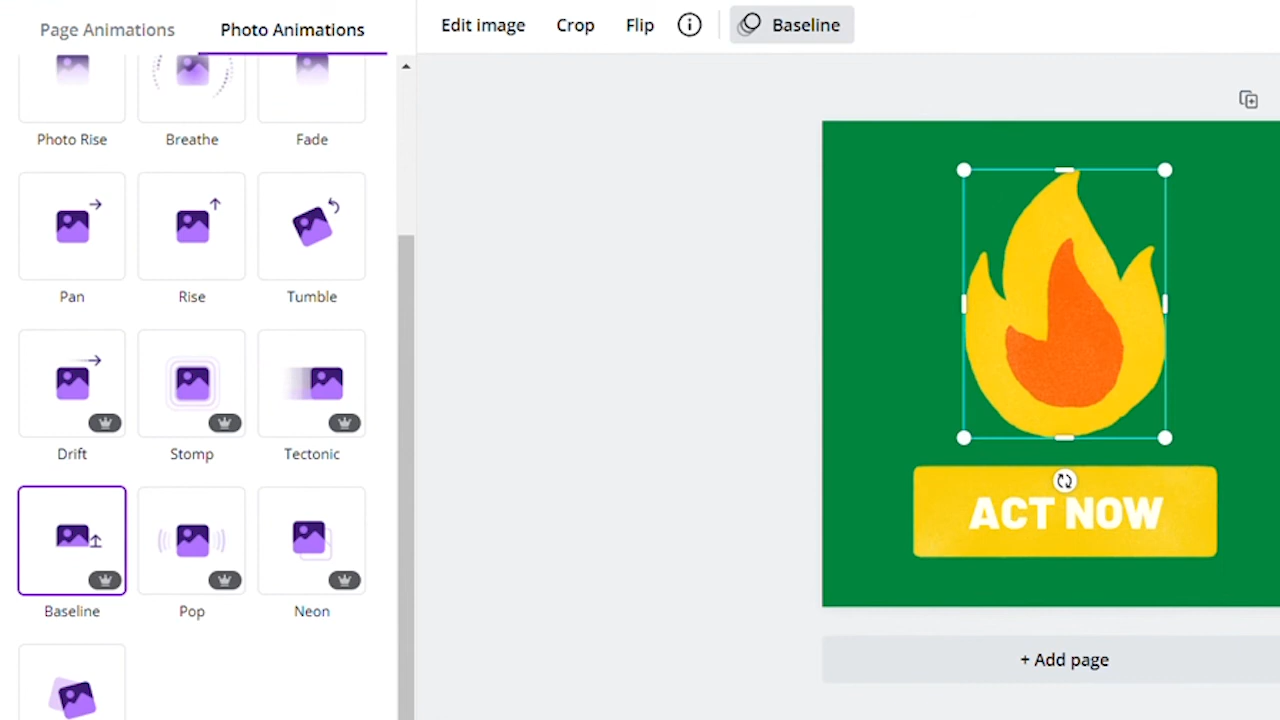 Page Animations Photo Animations
Edit image Crop Flip Baseline
Photo Rise Breathe Fade
Pan Rise Tumble
Drift Stomp Tectonic
Baseline Pop Neon
ACT NOW
+ Add page